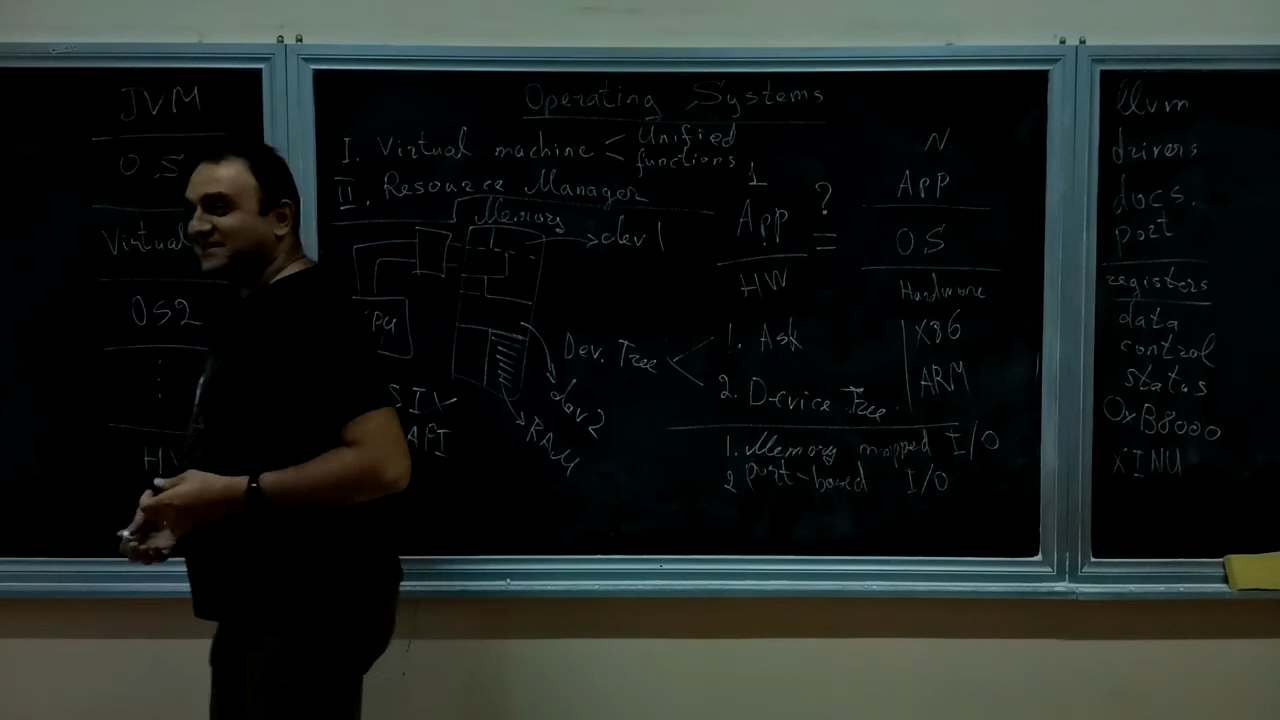 JVM
OS
Virtual
OS2
Operating Systems
I. Virtual machine < Unified
functions
II. Resource Manager
Memory
dev1
dev2
RAM
API
Dev. Tree
1. Ask
2. Device Tree
1
App
HW
?
=
N
App
OS
Hardware
X86
ARM
1. Memory mapped I/O
2 port-based I/O
llvm
drivers
docs.
port
registers
data
control
status
0xB8000
XINU